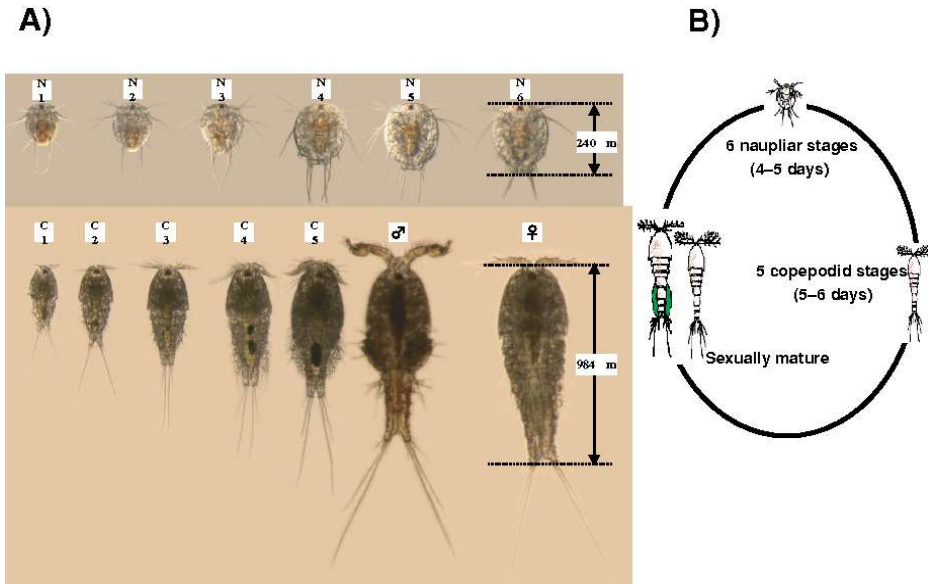 A)
B)
N
1
N
2
N
3
N
4
N
5
N
6
240 m
C
1
C
2
C
3
C
4
C
5
♂
♀
984 m
6 naupliar stages
(4–5 days)
5 copepodid stages
(5–6 days)
Sexually mature